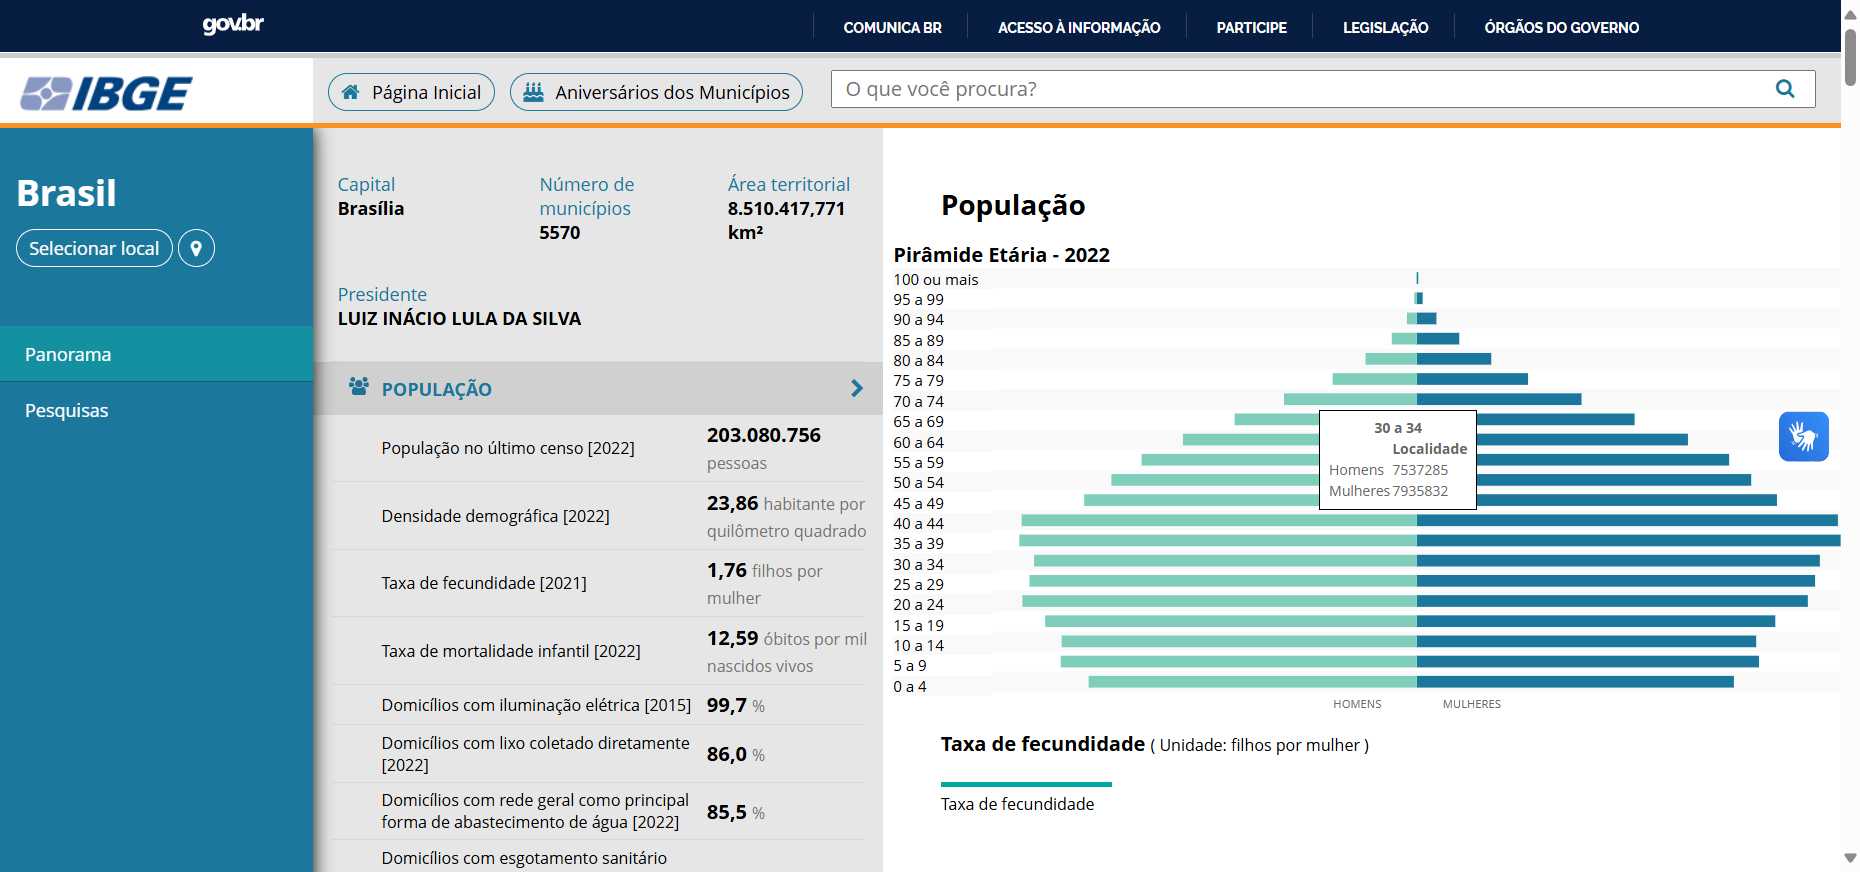 govbr
COMUNICA BR
ACESSO À INFORMAÇÃO
PARTICIPE
LEGISLAÇÃO
ÓRGÃOS DO GOVERNO
IBGE
Página Inicial
Aniversários dos Municípios
O que você procura?
Brasil
Selecionar local
Panorama
Pesquisas
Capital
Brasília
Número de
municípios
5570
Área territorial
8.510.417,771
km²
Presidente
LUIZ INÁCIO LULA DA SILVA
POPULAÇÃO
População no último censo [2022]
203.080.756
pessoas
Densidade demográfica [2022]
23,86 habitante por
quilômetro quadrado
Taxa de fecundidade [2021]
1,76 filhos por
mulher
Taxa de mortalidade infantil [2022]
12,59 óbitos por mil
nascidos vivos
Domicílios com iluminação elétrica [2015]
99,7 %
Domicílios com lixo coletado diretamente
[2022]
86,0 %
Domicílios com rede geral como principal
forma de abastecimento de água [2022]
85,5 %
Domicílios com esgotamento sanitário
População
Pirâmide Etária - 2022
100 ou mais
95 a 99
90 a 94
85 a 89
80 a 84
75 a 79
70 a 74
65 a 69
60 a 64
55 a 59
50 a 54
45 a 49
40 a 44
35 a 39
30 a 34
25 a 29
20 a 24
15 a 19
10 a 14
5 a 9
0 a 4
30 a 34
Localidade
Homens 7537285
Mulheres 7935832
HOMENS
MULHERES
Taxa de fecundidade ( Unidade: filhos por mulher )
Taxa de fecundidade